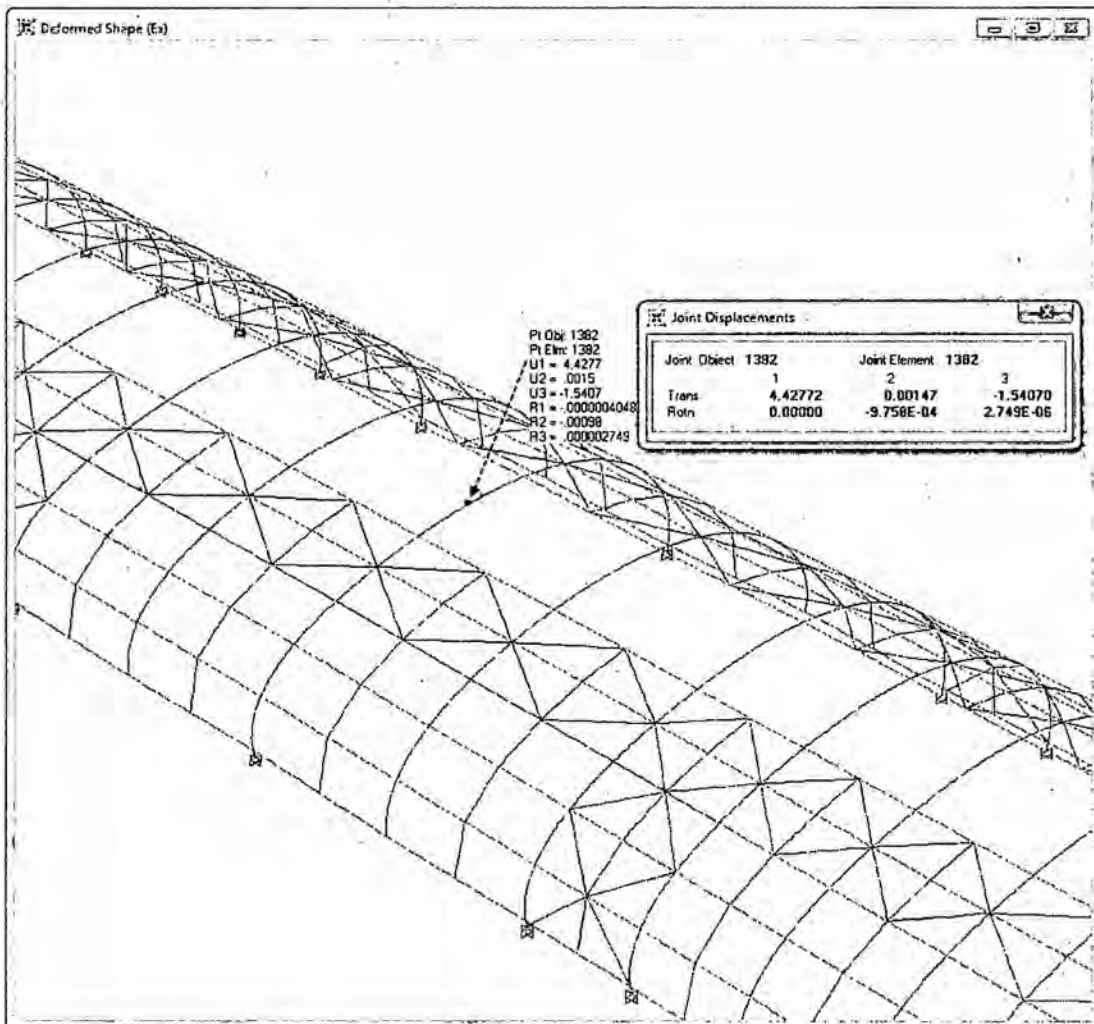 Deformed Shape (Ex)
Pt Obj: 1382
Pt Elm: 1382
U1 = 4.4277
U2 = .0015
U3 = -1.5407
R1 = -.0000004048
R2 = -.00098
R3 = .000002749
Joint Displacements
Joint Object 1382 Joint Element 1382
1 2 3
Trans 4.42772 0.00147 -1.54070
Rotn 0.00000 -9.758E-04 2.749E-06